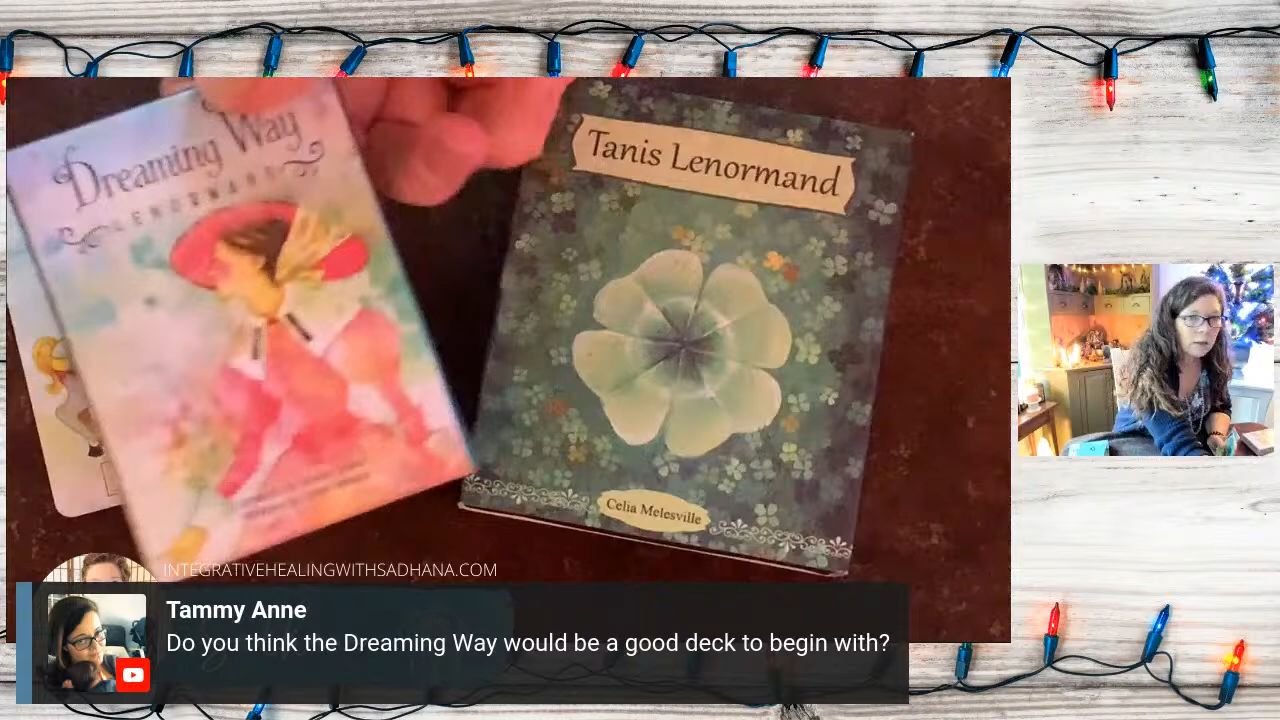 Dreaming Way
LENORMAND
Tanis Lenormand
Celia Melesville
INTEGRATIVEHEALINGWITHSADHANA.COM
Tammy Anne
Do you think the Dreaming Way would be a good deck to begin with?